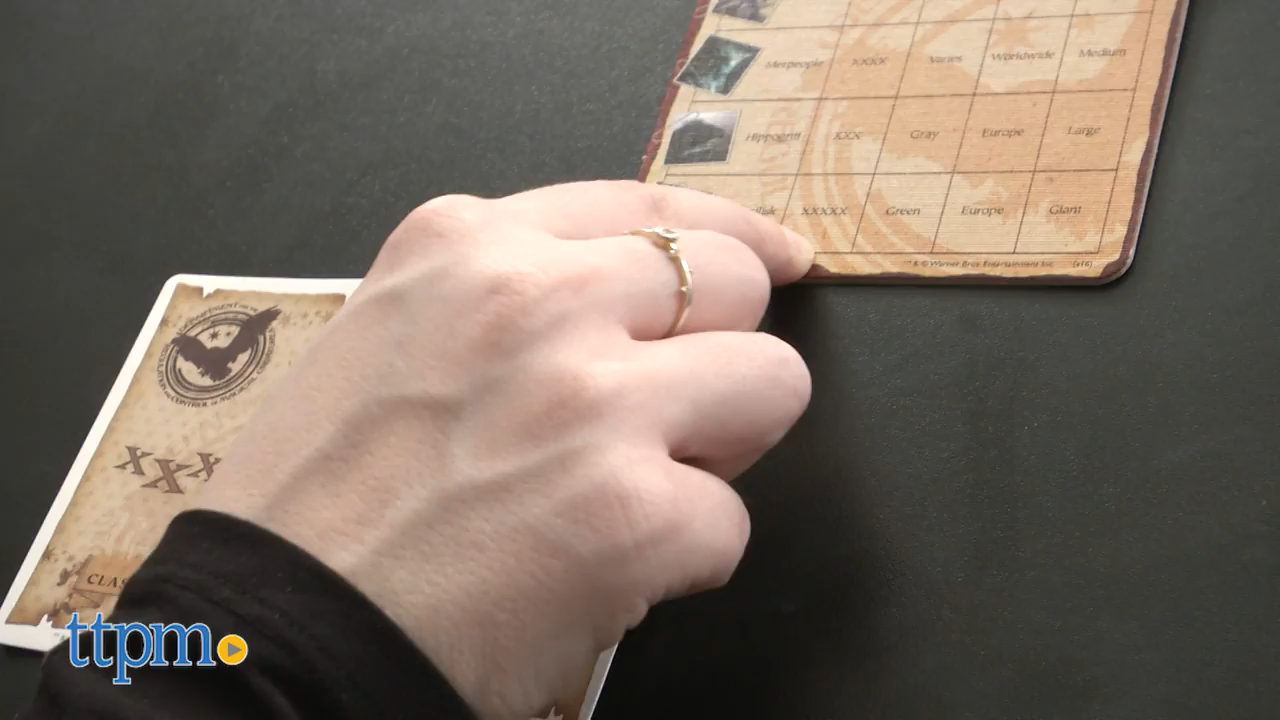 Merpeople XXXX Varies Worldwide Medium
Hippogriff XXX Gray Europe Large
XXXXX Green Europe Giant
™ & © Warner Bros. Entertainment Inc. (s16)
XXX
CLAS
ttpm